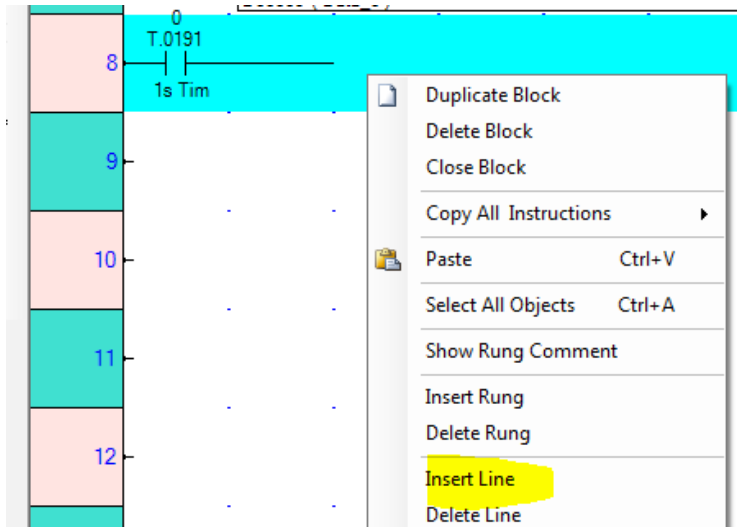 0
T.0191
8
1s Tim
9
10
11
12
Duplicate Block
Delete Block
Close Block
Copy All Instructions
Paste Ctrl+V
Select All Objects Ctrl+A
Show Rung Comment
Insert Rung
Delete Rung
Insert Line
Delete Line